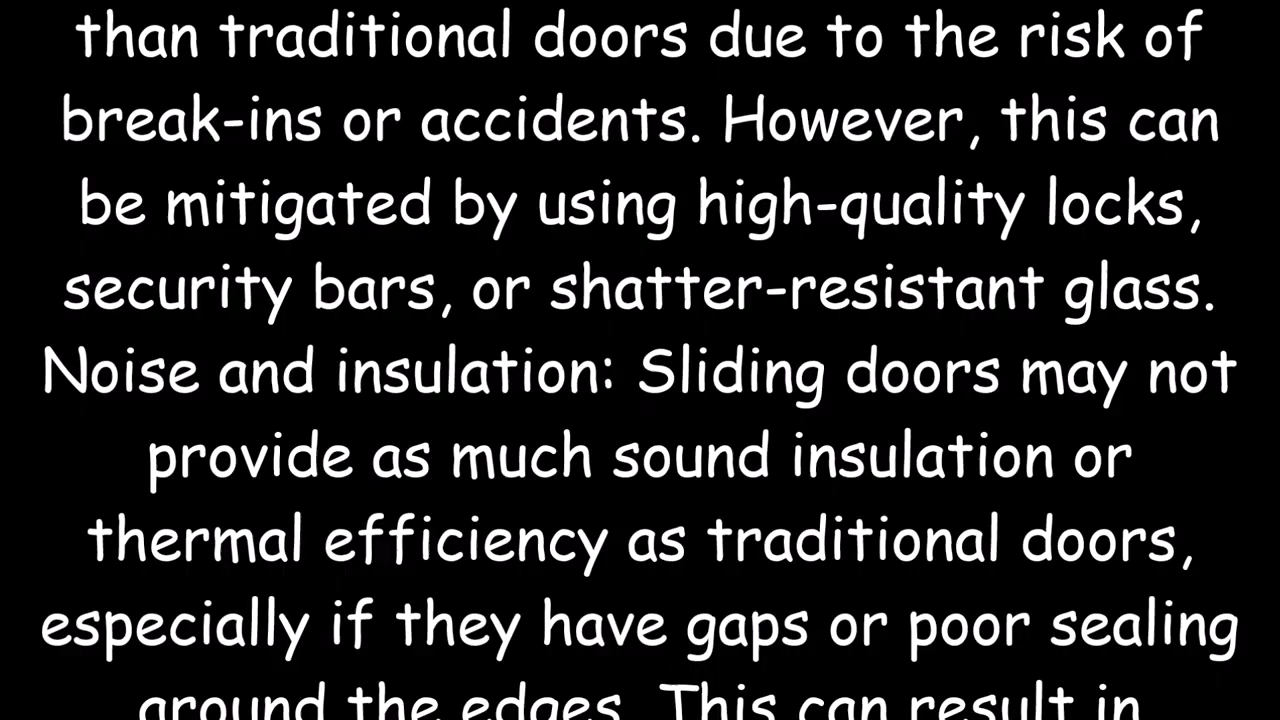 than traditional doors due to the risk of
break-ins or accidents. However, this can
be mitigated by using high-quality locks,
security bars, or shatter-resistant glass.
Noise and insulation: Sliding doors may not
provide as much sound insulation or
thermal efficiency as traditional doors,
especially if they have gaps or poor sealing
around the edges. This can result in